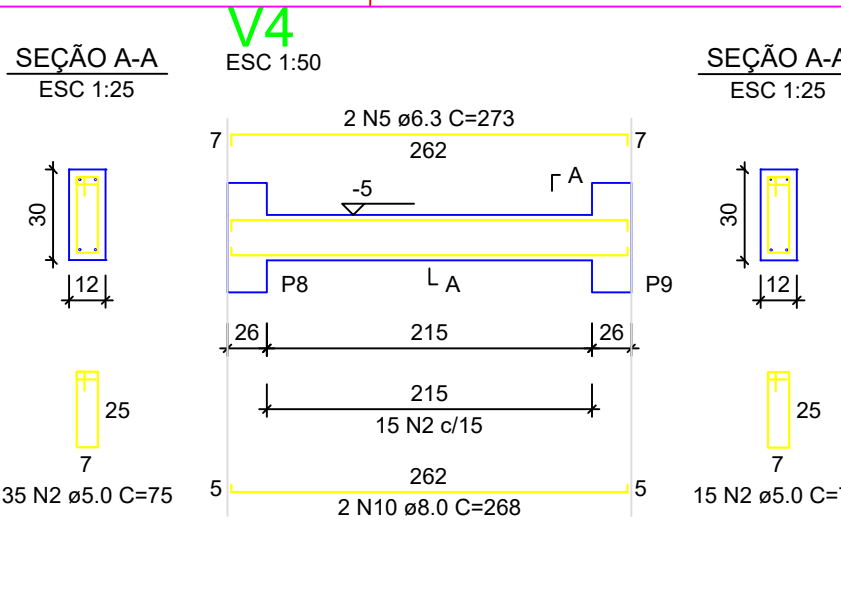 V4
ESC 1:50
SEÇÃO A-A
ESC 1:25
30
12
25
7
35 N2 ø5.0 C=75
2 N5 ø6.3 C=273
7
262
7
A
-5
A
P8
P9
26
215
26
215
15 N2 c/15
262
5
5
2 N10 ø8.0 C=268
SEÇÃO A-A
ESC 1:25
30
12
25
7
15 N2 ø5.0 C=